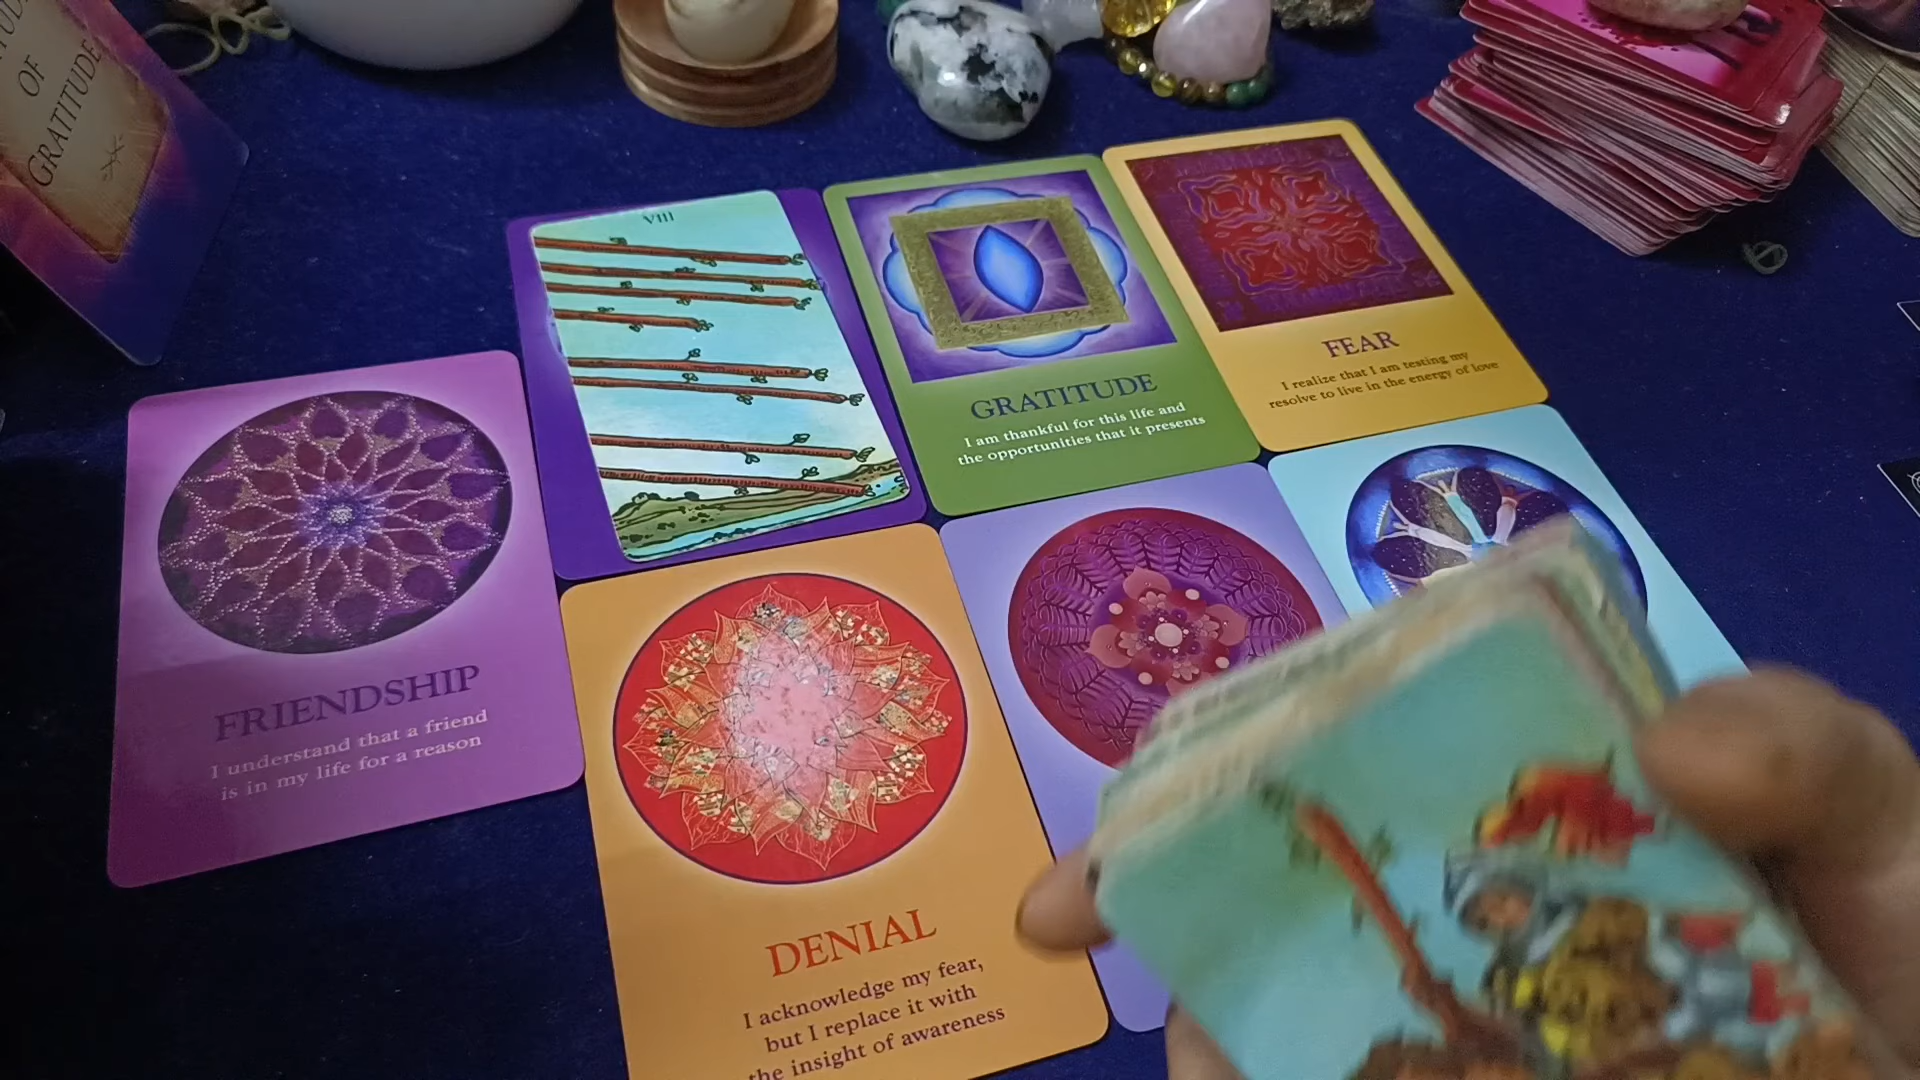 OF
GRATITUDE
VIII
GRATITUDE
I am thankful for this life and
the opportunities that it presents
FEAR
I realize that I am testing my
resolve to live in the energy of love
FRIENDSHIP
I understand that a friend
is in my life for a reason
DENIAL
I acknowledge my fear,
but I replace it with
the insight of awareness